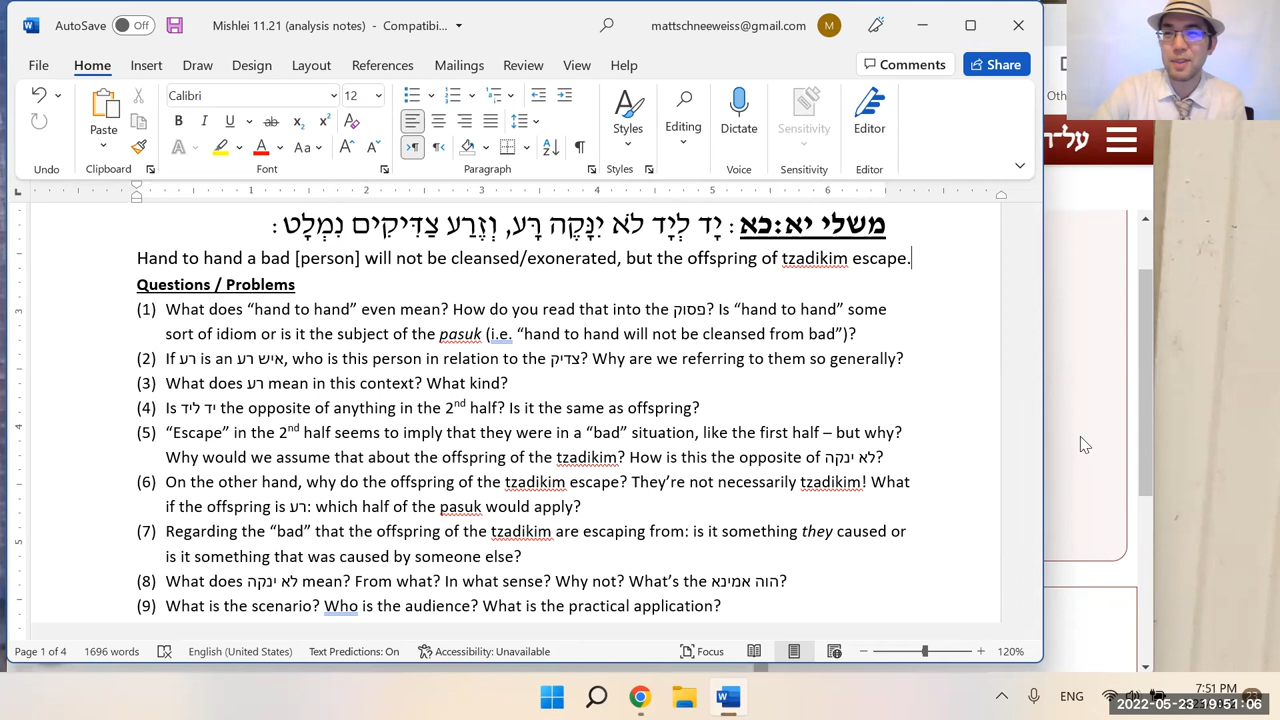 AutoSave Off Mishlei 11.21 (analysis notes) - Compatibi... mattschneeweiss@gmail.com M
File Home Insert Draw Design Layout References Mailings Review View Help Comments Share
Calibri 12
Paste Styles Editing Dictate Sensitivity Editor
Undo Clipboard Font Paragraph Styles Voice Sensitivity Editor
1 2 3 4 5 6
משלי יא:כא : יָד לְיָד לֹא יִנָּקֶה רָּע, וְזֶרַע צַדִּיקִים נִמְלָט :
Hand to hand a bad [person] will not be cleansed/exonerated, but the offspring of tzadikim escape.
Questions / Problems
(1) What does “hand to hand” even mean? How do you read that into the פסוק? Is “hand to hand” some
sort of idiom or is it the subject of the pasuk (i.e. “hand to hand will not be cleansed from bad”)?
(2) If רע is an איש רע, who is this person in relation to the צדיק? Why are we referring to them so generally?
(3) What does רע mean in this context? What kind?
(4) Is יד ליד the opposite of anything in the 2nd half? Is it the same as offspring?
(5) “Escape” in the 2nd half seems to imply that they were in a “bad” situation, like the first half – but why?
Why would we assume that about the offspring of the tzadikim? How is this the opposite of לא ינקה?
(6) On the other hand, why do the offspring of the tzadikim escape? They’re not necessarily tzadikim! What
if the offspring is רע: which half of the pasuk would apply?
(7) Regarding the “bad” that the offspring of the tzadikim are escaping from: is it something they caused or
is it something that was caused by someone else?
(8) What does לא ינקה mean? From what? In what sense? Why not? What’s the הוה אמינא?
(9) What is the scenario? Who is the audience? What is the practical application?
Page 1 of 4 1696 words English (United States) Text Predictions: On Accessibility: Unavailable Focus 120%
ENG 7:51 PM
2022-05-23 19:51:06